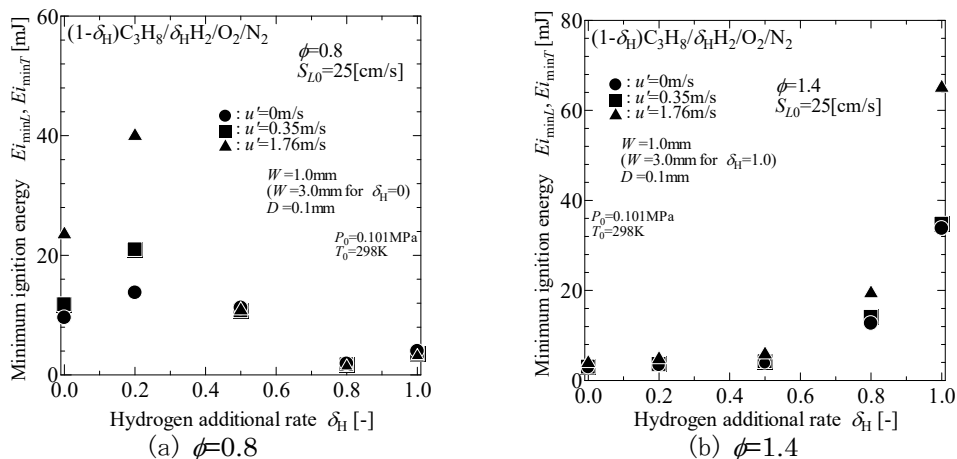 (1-δH)C3H8/δHH2/O2/N2
ϕ=0.8
SL0=25[cm/s]
●: u'=0m/s
■: u'=0.35m/s
▲: u'=1.76m/s
W=1.0mm
(W=3.0mm for δH=0)
D=0.1mm
P0=0.101MPa
T0=298K
60
40
20
0
0.0 0.2 0.4 0.6 0.8 1.0
Minimum ignition energy EiminL, EiminT [mJ]
Hydrogen additional rate δH [-]
(a) ϕ=0.8
(1-δH)C3H8/δHH2/O2/N2
ϕ=1.4
SL0=25[cm/s]
●: u'=0m/s
■: u'=0.35m/s
▲: u'=1.76m/s
W=1.0mm
(W=3.0mm for δH=1.0)
D=0.1mm
P0=0.101MPa
T0=298K
80
60
40
20
0
0.0 0.2 0.4 0.6 0.8 1.0
Minimum ignition energy EiminL, EiminT [mJ]
Hydrogen additional rate δH [-]
(b) ϕ=1.4